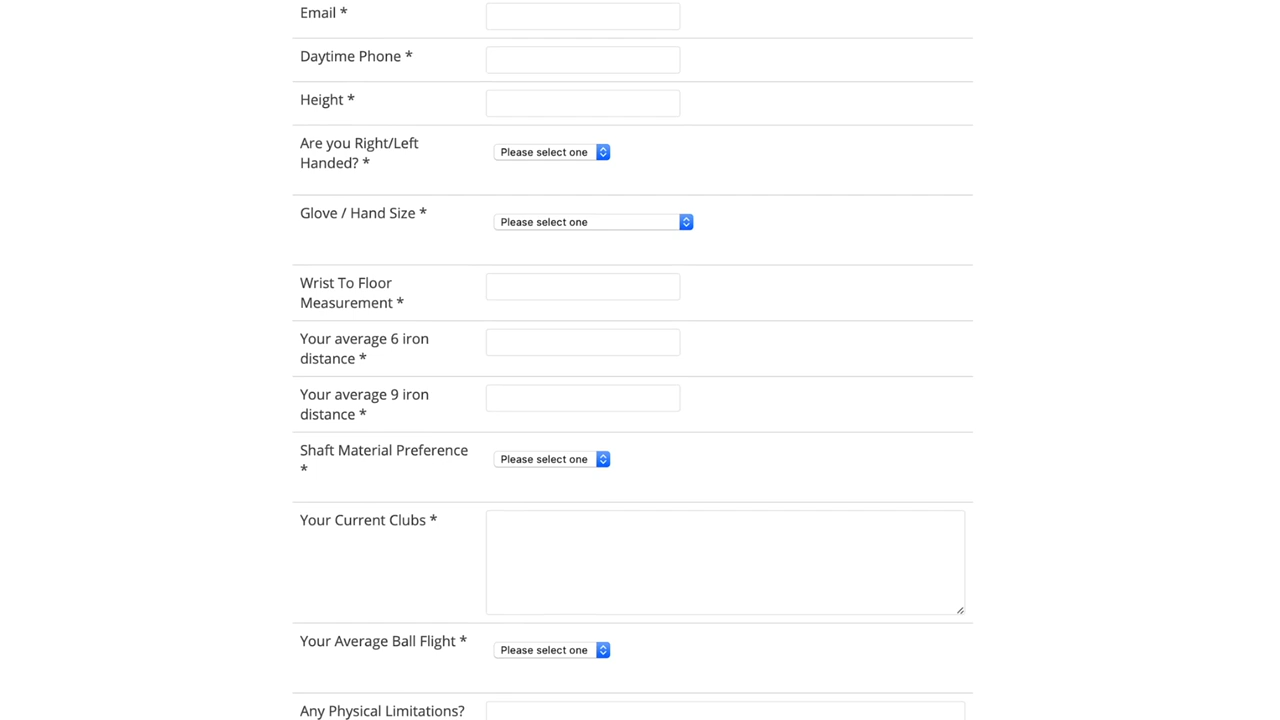 Email *
Daytime Phone *
Height *
Are you Right/Left
Handed? *
Please select one
Glove / Hand Size *
Please select one
Wrist To Floor
Measurement *
Your average 6 iron
distance *
Your average 9 iron
distance *
Shaft Material Preference
*
Please select one
Your Current Clubs *
Your Average Ball Flight *
Please select one
Any Physical Limitations?